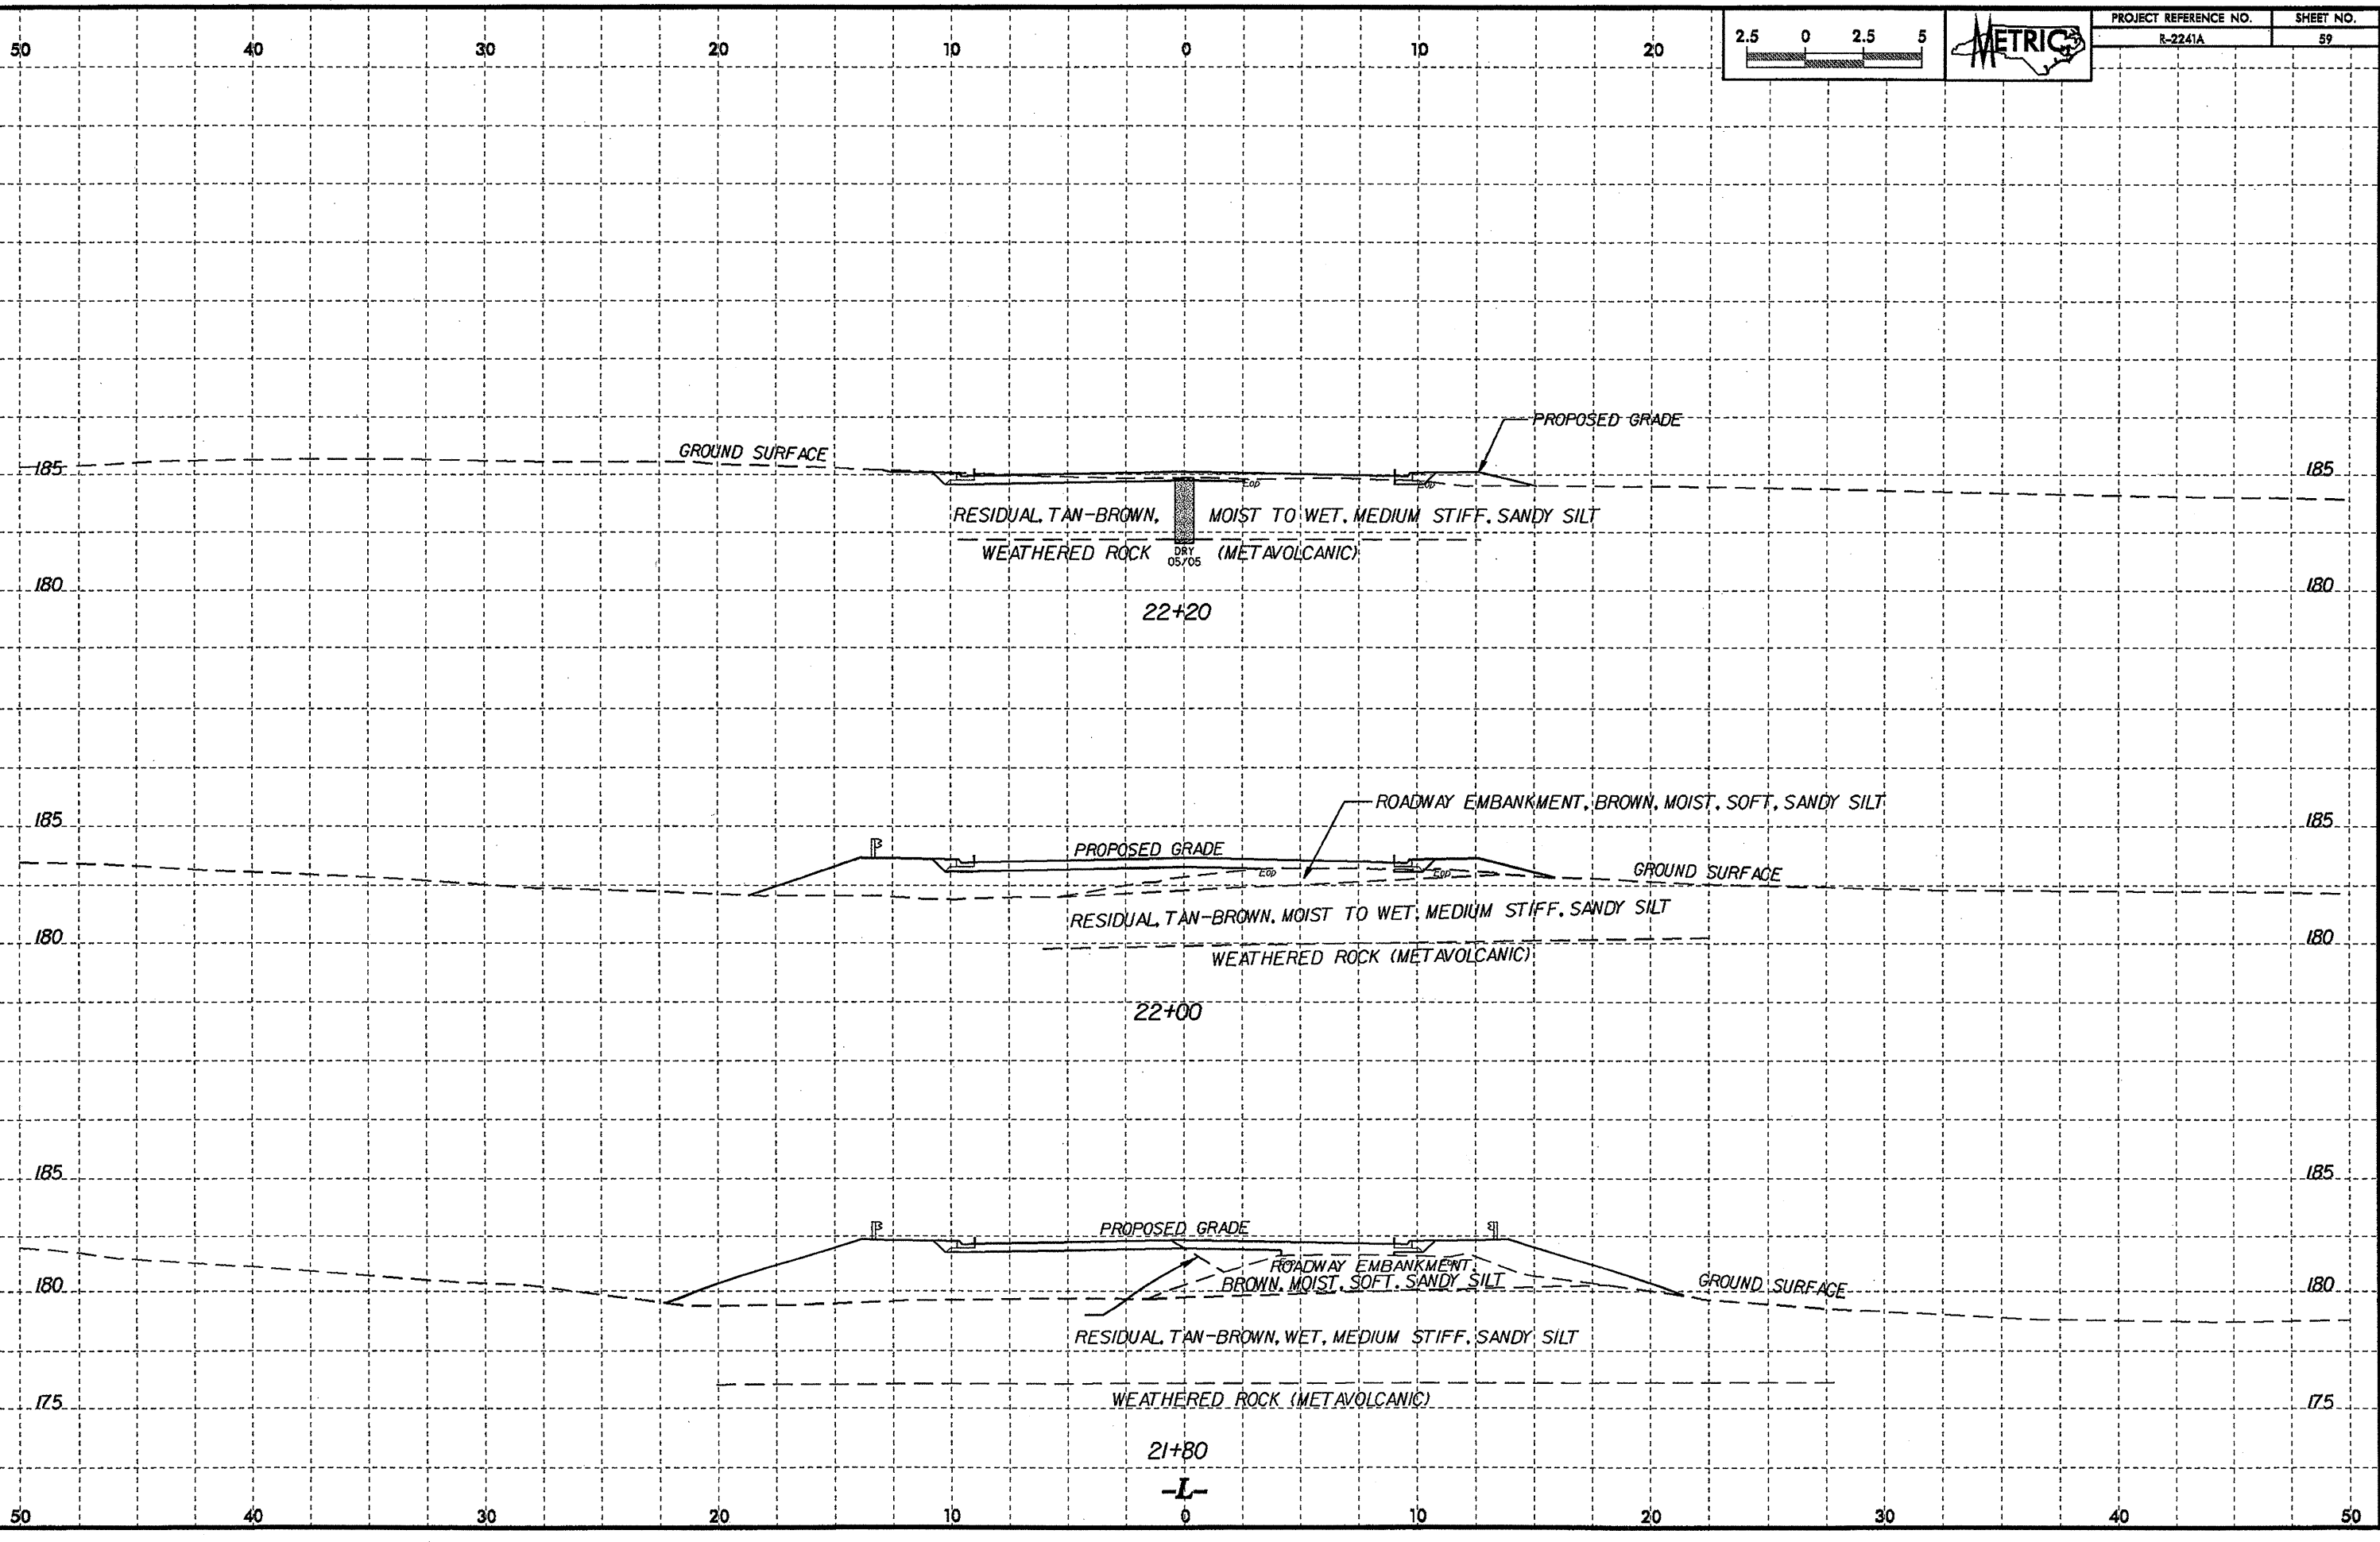 PROJECT REFERENCE NO. SHEET NO.
R-2241A 59
2.5 0 2.5 5
METRIC
50 40 30 20 10 0 10 20
PROPOSED GRADE
GROUND SURFACE
185 185
Eop Eop
RESIDUAL, TAN-BROWN, MOIST TO WET, MEDIUM STIFF, SANDY SILT
WEATHERED ROCK (METAVOLCANIC)
DRY
05/05
180 180
22+20
ROADWAY EMBANKMENT, BROWN, MOIST, SOFT, SANDY SILT
185 185
PROPOSED GRADE
Eop Eop
GROUND SURFACE
RESIDUAL, TAN-BROWN, MOIST TO WET, MEDIUM STIFF, SANDY SILT
180 180
WEATHERED ROCK (METAVOLCANIC)
22+00
185 185
PROPOSED GRADE
ROADWAY EMBANKMENT,
BROWN, MOIST, SOFT, SANDY SILT
180 180
GROUND SURFACE
RESIDUAL, TAN-BROWN, WET, MEDIUM STIFF, SANDY SILT
WEATHERED ROCK (METAVOLCANIC)
175 175
21+80
-L-
50 40 30 20 10 0 10 20 30 40 50